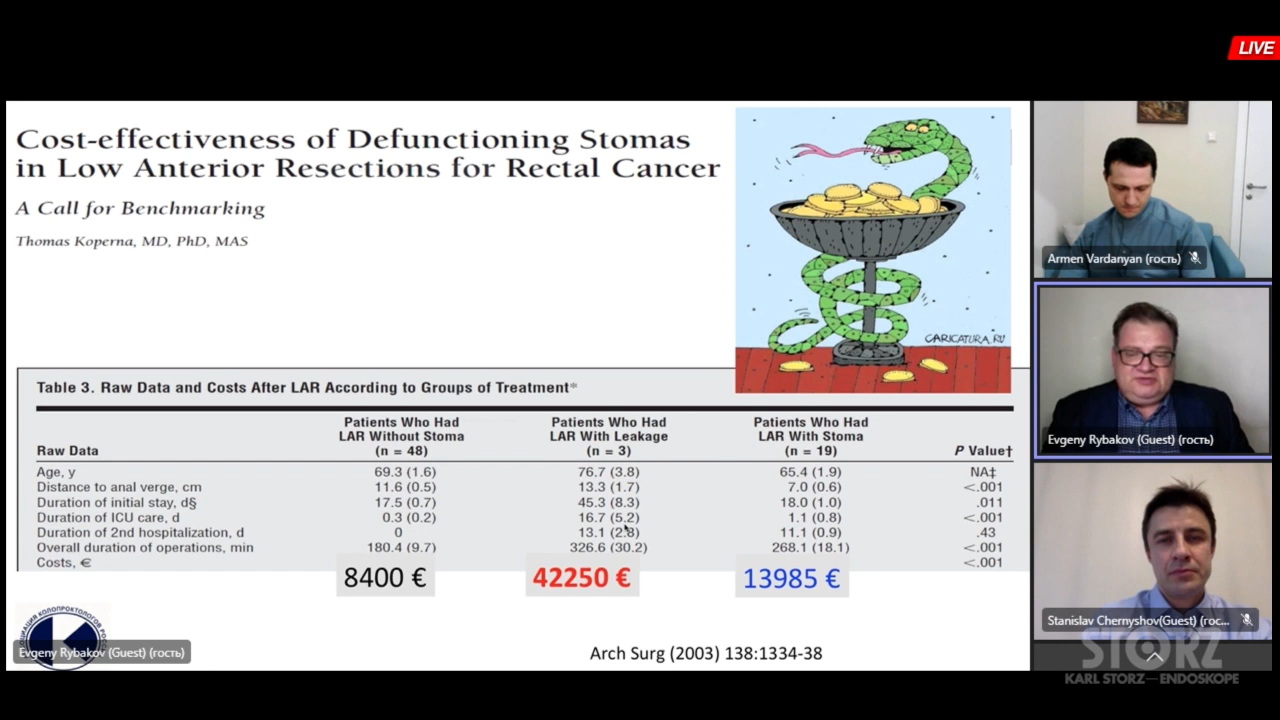 LIVE
Cost-effectiveness of Defunctioning Stomas
in Low Anterior Resections for Rectal Cancer
A Call for Benchmarking
Thomas Koperna, MD, PhD, MAS
CARICATURA.RU
Table 3. Raw Data and Costs After LAR According to Groups of Treatment*
Raw Data Patients Who Had LAR Without Stoma (n = 48) Patients Who Had LAR With Leakage (n = 3) Patients Who Had LAR With Stoma (n = 19) P Value†
Age, y 69.3 (1.6) 76.7 (3.8) 65.4 (1.9) NA‡
Distance to anal verge, cm 11.6 (0.5) 13.3 (1.7) 7.0 (0.6) <.001
Duration of initial stay, d§ 17.5 (0.7) 45.3 (8.3) 18.0 (1.0) .011
Duration of ICU care, d 0.3 (0.2) 16.7 (5.2) 1.1 (0.8) <.001
Duration of 2nd hospitalization, d 0 13.1 (2.8) 11.1 (0.9) .43
Overall duration of operations, min 180.4 (9.7) 326.6 (30.2) 268.1 (18.1) <.001
Costs, € <.001
8400 € 42250 € 13985 €
Evgeny Rybakov (Guest) (гость)
Arch Surg (2003) 138:1334-38
Armen Vardanyan (гость)
Evgeny Rybakov (Guest) (гость)
Stanislav Chernyshov(Guest) (гос...
STORZ
KARL STORZ—ENDOSKOPE